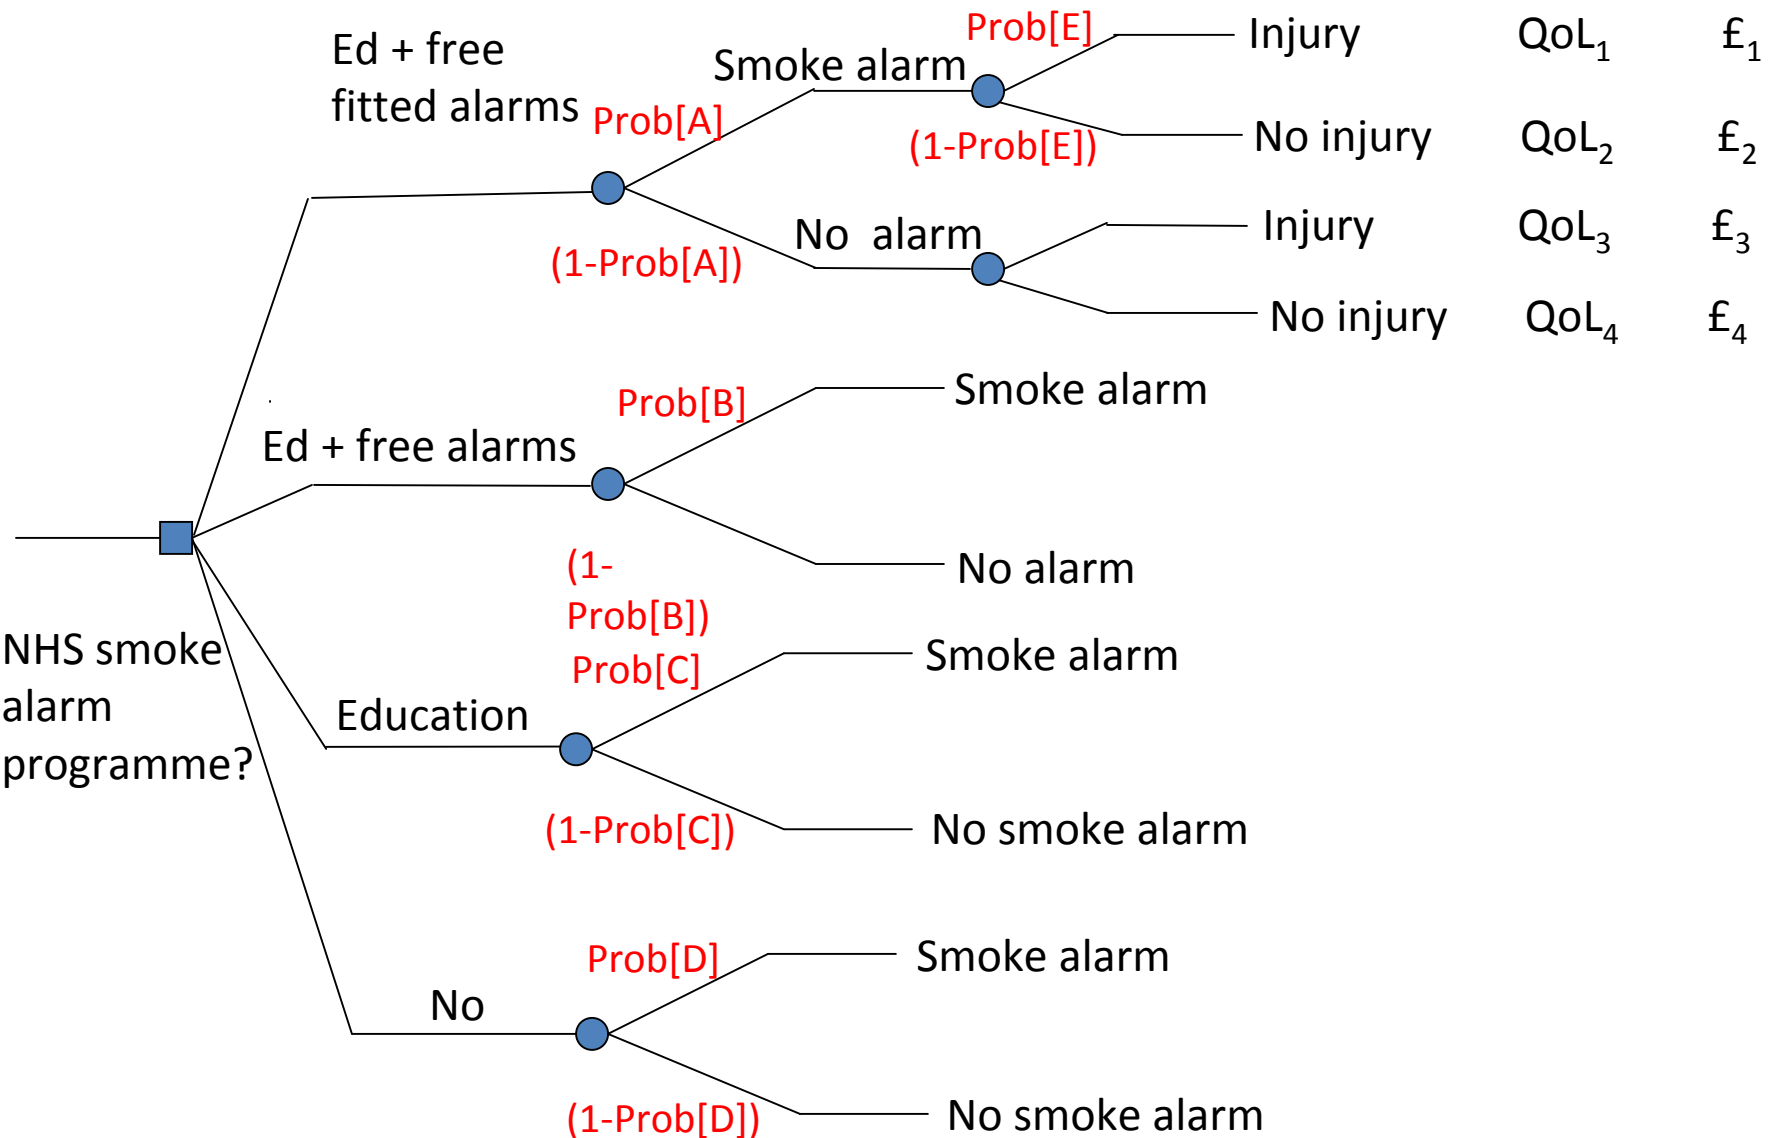 Ed + free
fitted alarms
Prob[A]
(1-Prob[A])
Smoke alarm
Prob[E]
(1-Prob[E])
Injury QoL₁ £₁
No injury QoL₂ £₂
No alarm
Injury QoL₃ £₃
No injury QoL₄ £₄
Ed + free alarms
Prob[B]
Smoke alarm
(1-
Prob[B])
No alarm
NHS smoke
alarm
programme?
Education
Prob[C]
Smoke alarm
(1-Prob[C])
No smoke alarm
No
Prob[D]
Smoke alarm
(1-Prob[D])
No smoke alarm